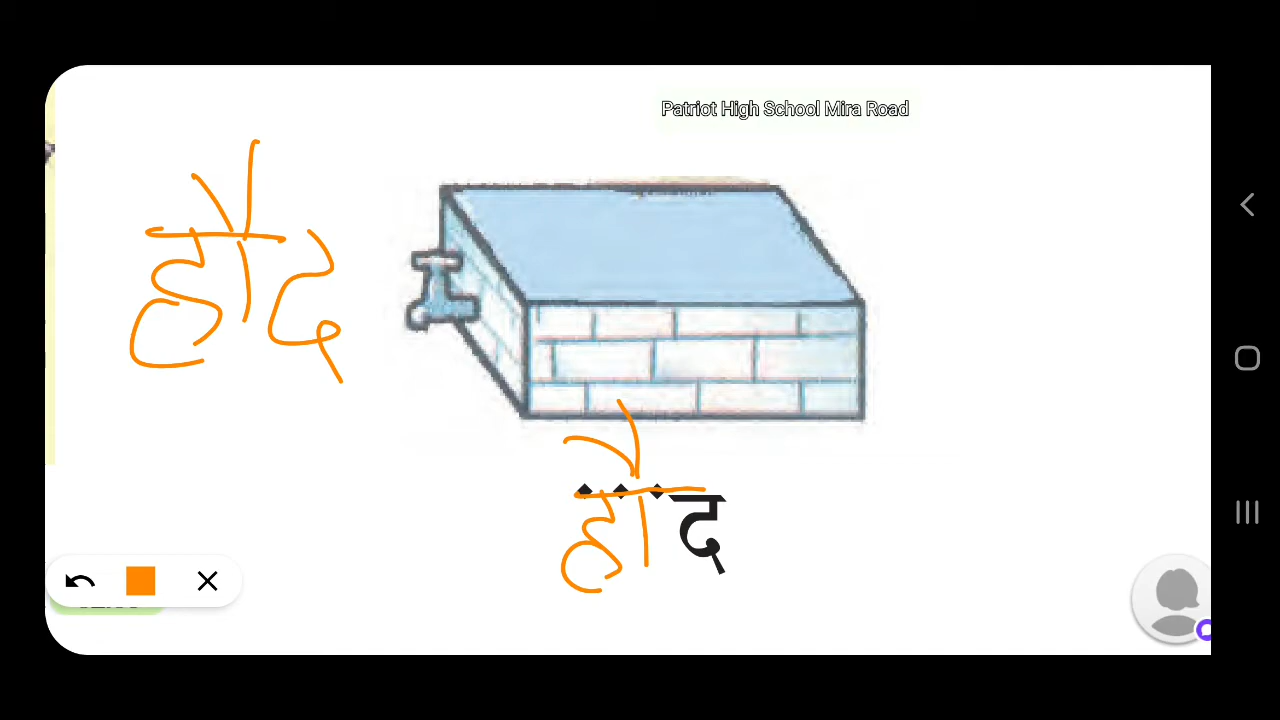 Patriot High School Mira Road
हौद
हौद